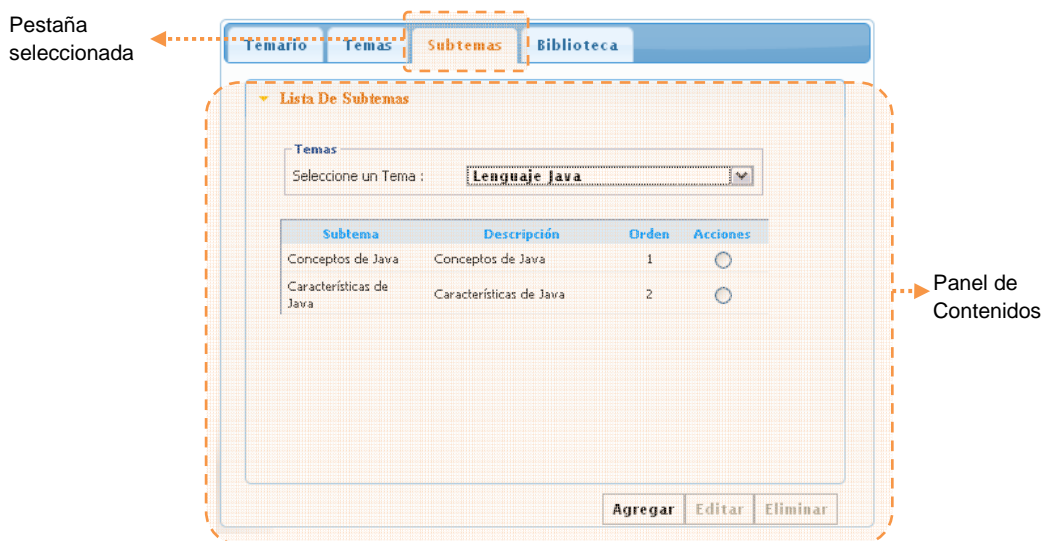 Pestaña
seleccionada
Temario Temas Subtemas Biblioteca
Lista De Subtemas
Temas
Seleccione un Tema : Lenguaje Java
Subtema Descripción Orden Acciones
Conceptos de Java Conceptos de Java 1
Características de
Java Características de Java 2
Panel de
Contenidos
Agregar Editar Eliminar